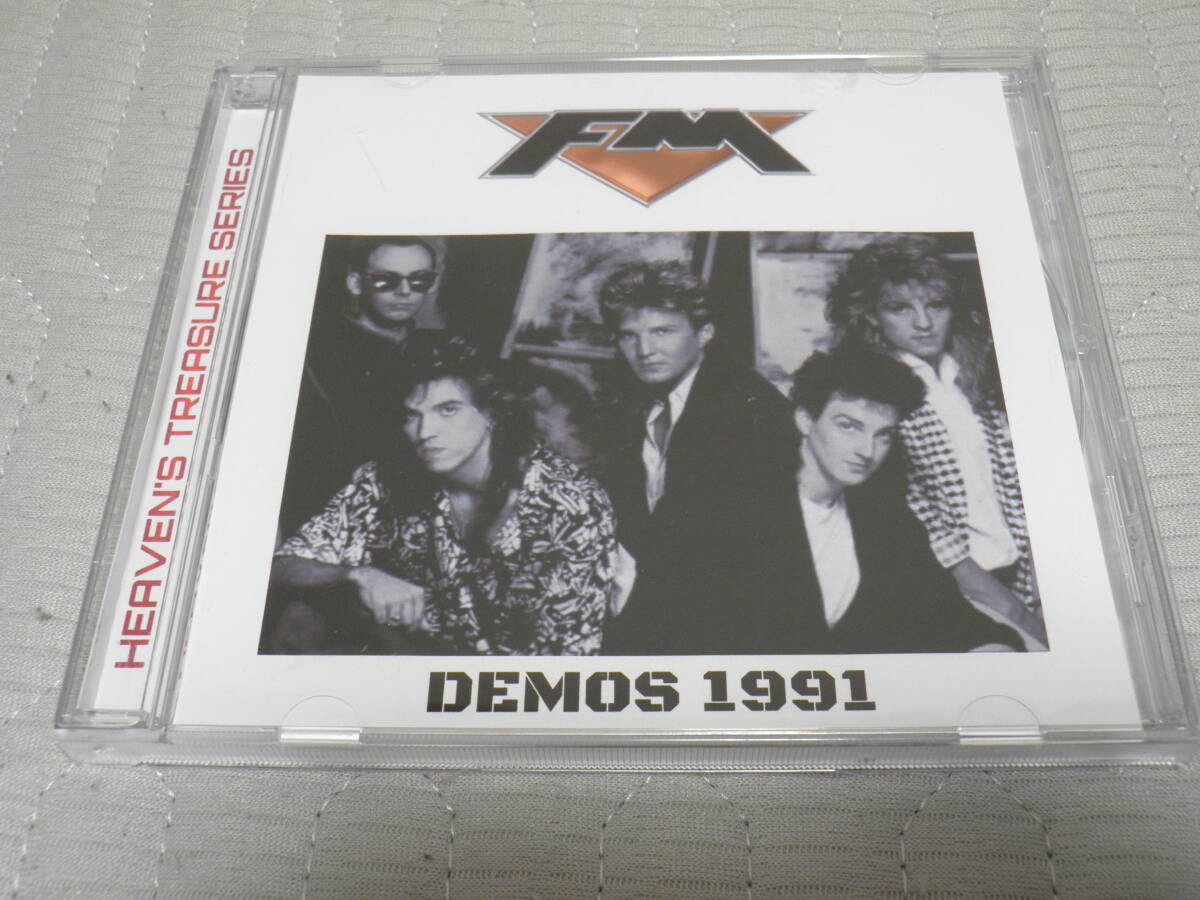 HEAVEN'S TREASURE SERIES
FM
DEMOS 1991